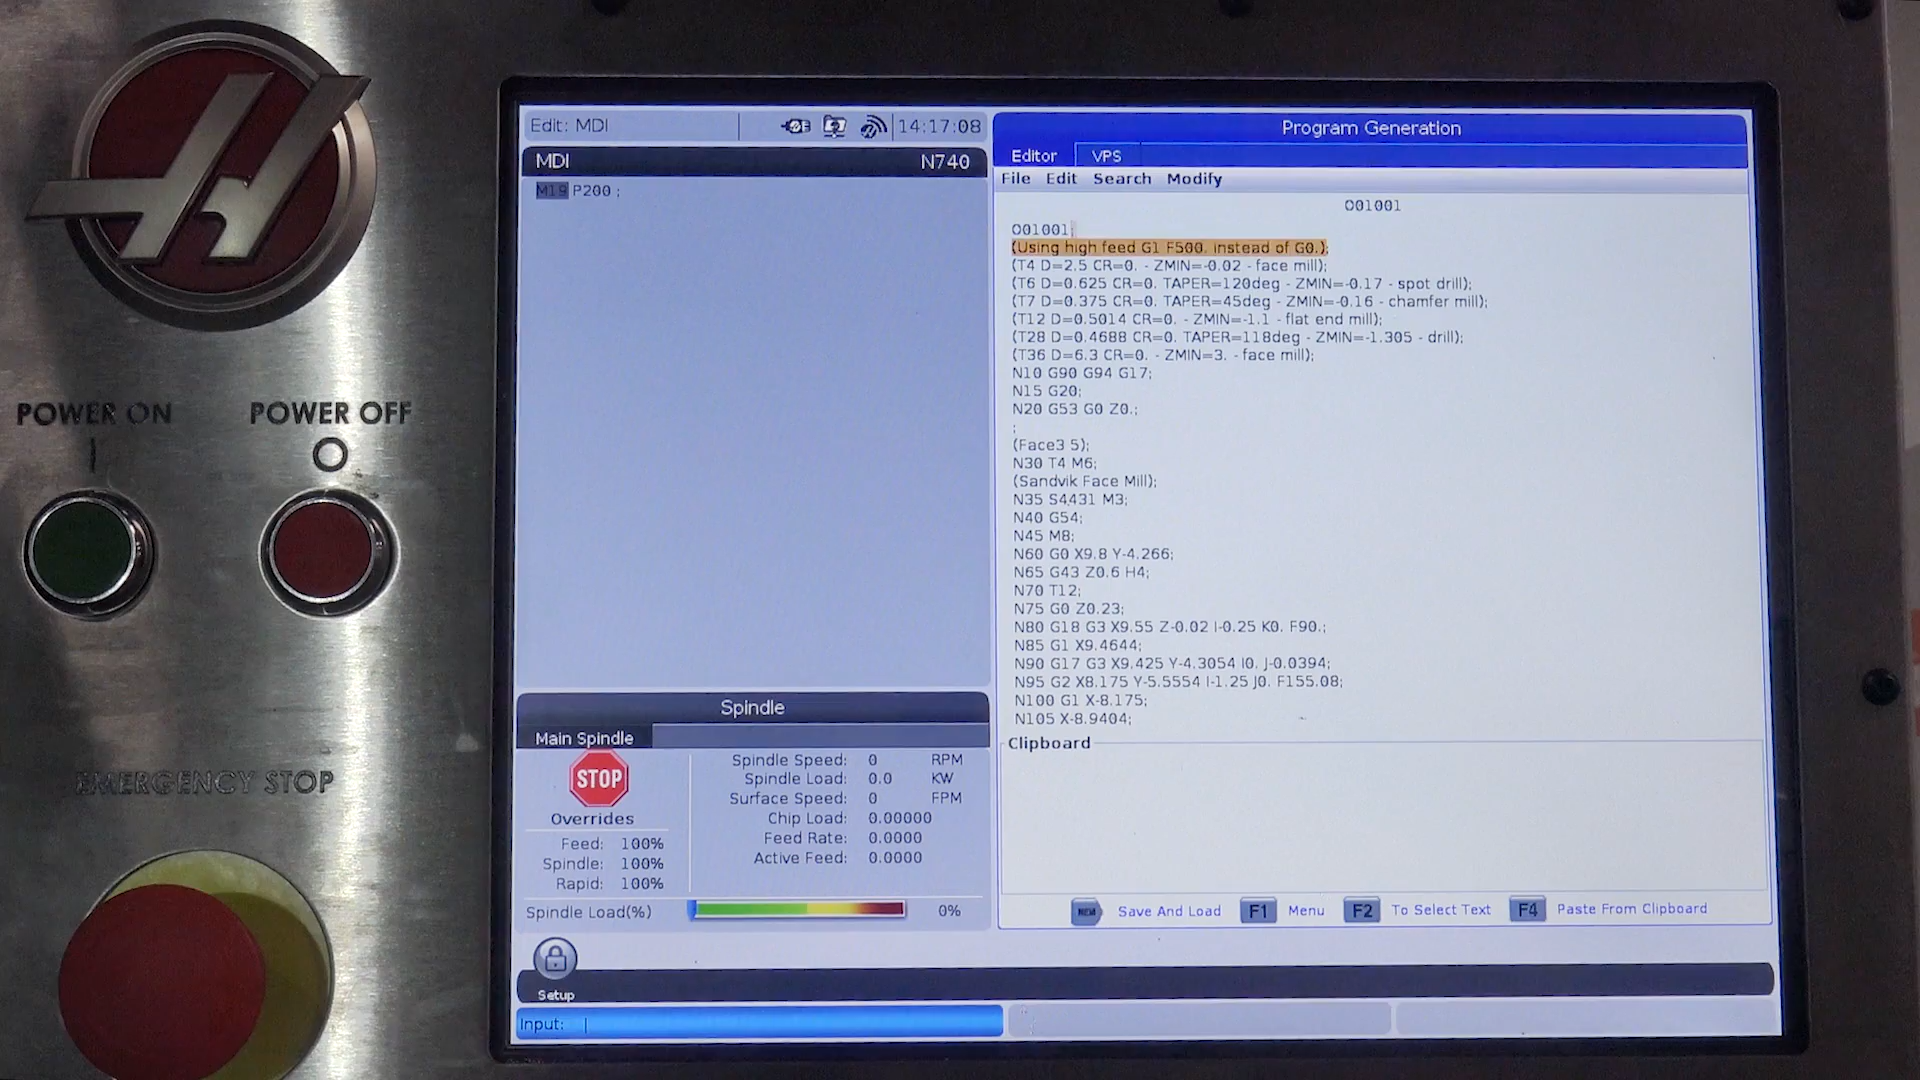 POWER ON
POWER OFF
EMERGENCY STOP
Edit: MDI
14:17:08
MDI
N740
M19 P200 ;
Spindle
Main Spindle
STOP
Overrides
Feed: 100%
Spindle: 100%
Rapid: 100%
Spindle Speed: 0 RPM
Spindle Load: 0.0 KW
Surface Speed: 0 FPM
Chip Load: 0.00000
Feed Rate: 0.0000
Active Feed: 0.0000
Spindle Load(%) 0%
Program Generation
Editor VPS
File Edit Search Modify
O01001
O01001;
(Using high feed G1 F500. instead of G0.);
(T4 D=2.5 CR=0. - ZMIN=-0.02 - face mill);
(T6 D=0.625 CR=0. TAPER=120deg - ZMIN=-0.17 - spot drill);
(T7 D=0.375 CR=0. TAPER=45deg - ZMIN=-0.16 - chamfer mill);
(T12 D=0.5014 CR=0. - ZMIN=-1.1 - flat end mill);
(T28 D=0.4688 CR=0. TAPER=118deg - ZMIN=-1.305 - drill);
(T36 D=6.3 CR=0. - ZMIN=3. - face mill);
N10 G90 G94 G17;
N15 G20;
N20 G53 G0 Z0.;
;
(Face3 5);
N30 T4 M6;
(Sandvik Face Mill);
N35 S4431 M3;
N40 G54;
N45 M8;
N60 G0 X9.8 Y-4.266;
N65 G43 Z0.6 H4;
N70 T12;
N75 G0 Z0.23;
N80 G18 G3 X9.55 Z-0.02 I-0.25 K0. F90.;
N85 G1 X9.4644;
N90 G17 G3 X9.425 Y-4.3054 I0. J-0.0394;
N95 G2 X8.175 Y-5.5554 I-1.25 J0. F155.08;
N100 G1 X-8.175;
N105 X-8.9404;
Clipboard
Save And Load F1 Menu F2 To Select Text F4 Paste From Clipboard
Setup
Input: